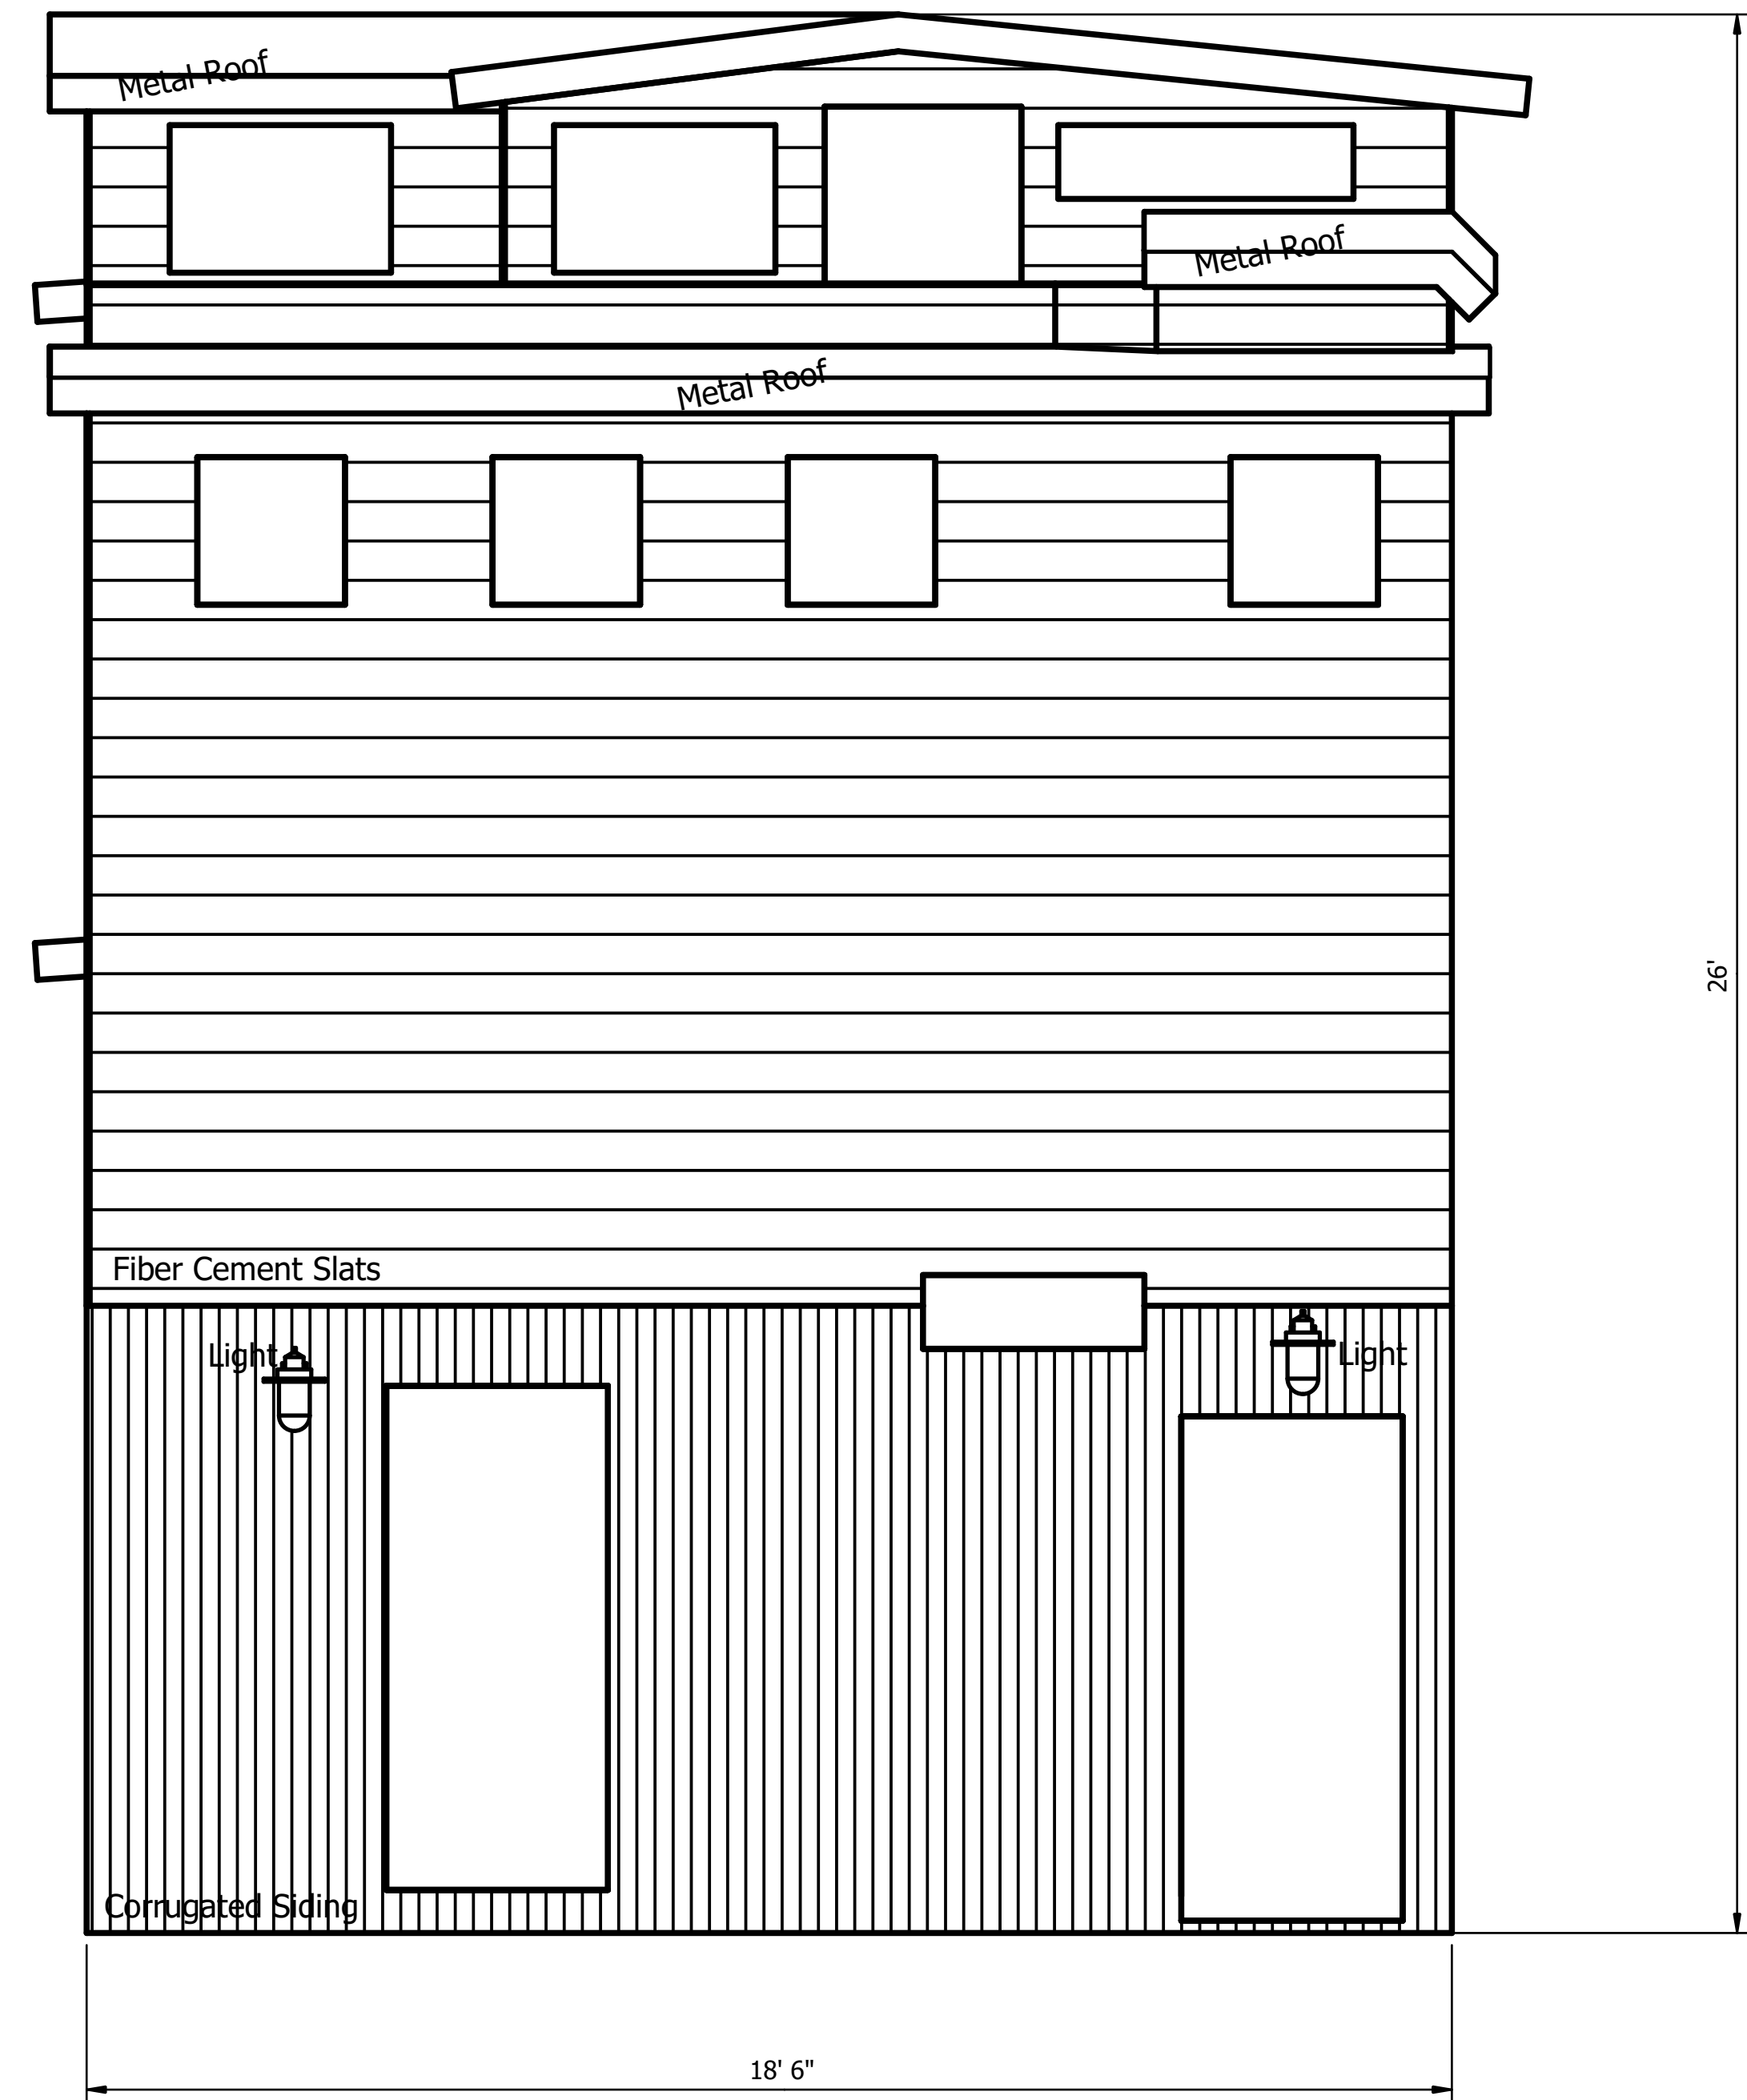 Metal Roof
Metal Roof
Metal Roof
26'
Fiber Cement Slats
Light
Light
Corrugated Siding
18' 6"